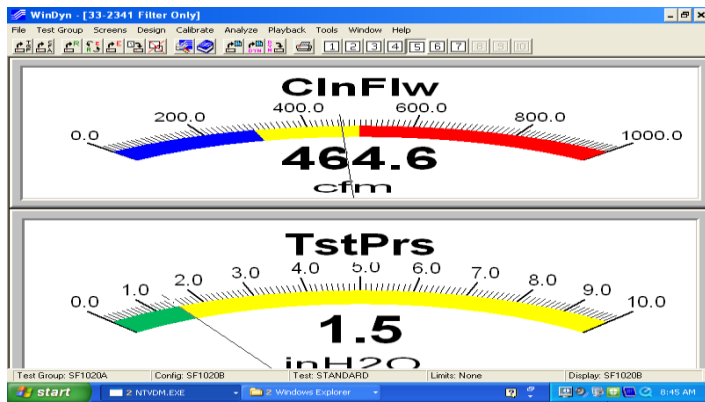 WinDyn - [33-2341 Filter Only]
File Test Group Screens Design Calibrate Analyze Playback Tools Window Help
1 2 3 4 5 6 7 8 9 10
ClnFlw
0.0 200.0 400.0 600.0 800.0 1000.0
464.6
cfm
TstPrs
0.0 1.0 2.0 3.0 4.0 5.0 6.0 7.0 8.0 9.0 10.0
1.5
inH2O
Test Group: SF1020A Config: SF1020B Test: STANDARD Limits: None Display: SF1020B
start 2 NTVDM.EXE 2 Windows Explorer 8:45 AM